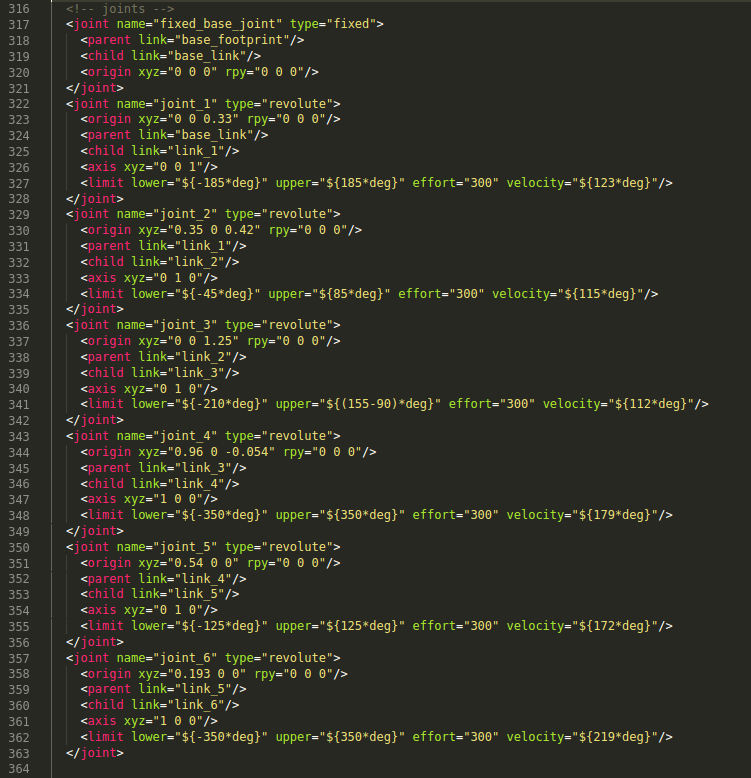 316 <!-- joints -->
317 <joint name="fixed_base_joint" type="fixed">
318 <parent link="base_footprint"/>
319 <child link="base_link"/>
320 <origin xyz="0 0 0" rpy="0 0 0"/>
321 </joint>
322 <joint name="joint_1" type="revolute">
323 <origin xyz="0 0 0.33" rpy="0 0 0"/>
324 <parent link="base_link"/>
325 <child link="link_1"/>
326 <axis xyz="0 0 1"/>
327 <limit lower="${-185*deg}" upper="${185*deg}" effort="300" velocity="${123*deg}"/>
328 </joint>
329 <joint name="joint_2" type="revolute">
330 <origin xyz="0.35 0 0.42" rpy="0 0 0"/>
331 <parent link="link_1"/>
332 <child link="link_2"/>
333 <axis xyz="0 1 0"/>
334 <limit lower="${-45*deg}" upper="${85*deg}" effort="300" velocity="${115*deg}"/>
335 </joint>
336 <joint name="joint_3" type="revolute">
337 <origin xyz="0 0 1.25" rpy="0 0 0"/>
338 <parent link="link_2"/>
339 <child link="link_3"/>
340 <axis xyz="0 1 0"/>
341 <limit lower="${-210*deg}" upper="${(155-90)*deg}" effort="300" velocity="${112*deg}"/>
342 </joint>
343 <joint name="joint_4" type="revolute">
344 <origin xyz="0.96 0 -0.054" rpy="0 0 0"/>
345 <parent link="link_3"/>
346 <child link="link_4"/>
347 <axis xyz="1 0 0"/>
348 <limit lower="${-350*deg}" upper="${350*deg}" effort="300" velocity="${179*deg}"/>
349 </joint>
350 <joint name="joint_5" type="revolute">
351 <origin xyz="0.54 0 0" rpy="0 0 0"/>
352 <parent link="link_4"/>
353 <child link="link_5"/>
354 <axis xyz="0 1 0"/>
355 <limit lower="${-125*deg}" upper="${125*deg}" effort="300" velocity="${172*deg}"/>
356 </joint>
357 <joint name="joint_6" type="revolute">
358 <origin xyz="0.193 0 0" rpy="0 0 0"/>
359 <parent link="link_5"/>
360 <child link="link_6"/>
361 <axis xyz="1 0 0"/>
362 <limit lower="${-350*deg}" upper="${350*deg}" effort="300" velocity="${219*deg}"/>
363 </joint>
364